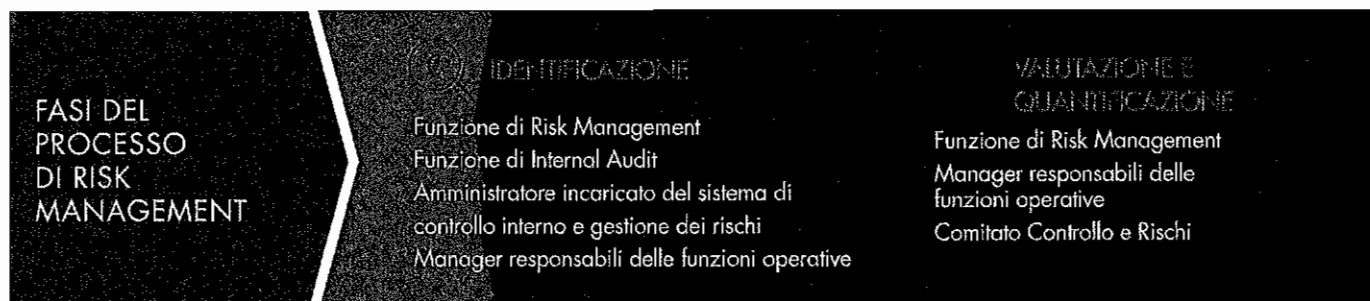 FASI DEL
PROCESSO
DI RISK
MANAGEMENT
IDENTIFICAZIONE
Funzione di Risk Management
Funzione di Internal Audit
Amministratore incaricato del sistema di
controllo interno e gestione dei rischi
Manager responsabili delle funzioni operative
VALUTAZIONE E
QUANTIFICAZIONE
Funzione di Risk Management
Manager responsabili delle
funzioni operative
Comitato Controllo e Rischi